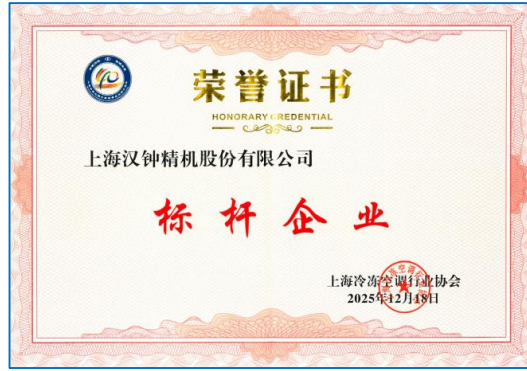 荣誉证书
HONORARY CREDENTIAL
上海汉钟精机股份有限公司
标杆企业
上海冷冻空调行业协会
2025年12月18日